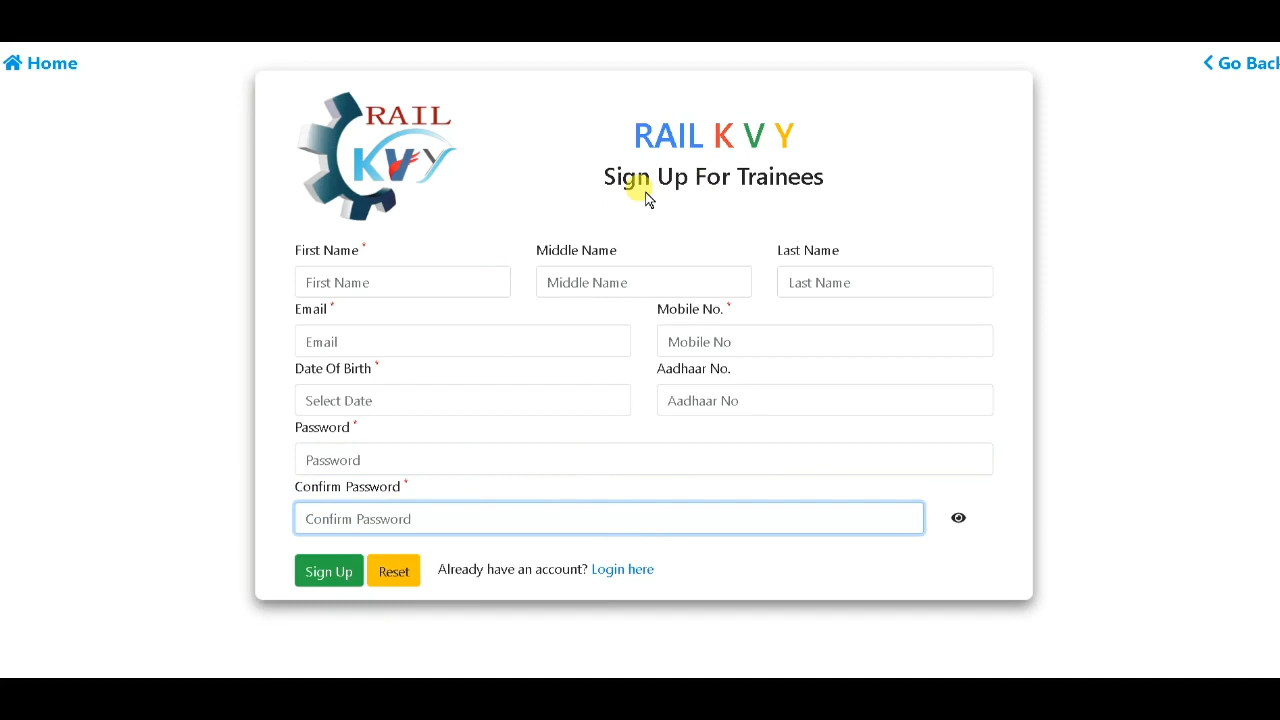 Home
Go Back
RAIL
KVY
RAIL K V Y
Sign Up For Trainees
First Name *
Middle Name
Last Name
First Name
Middle Name
Last Name
Email *
Mobile No. *
Email
Mobile No
Date Of Birth *
Aadhaar No.
Select Date
Aadhaar No
Password *
Password
Confirm Password *
Confirm Password
Sign Up
Reset
Already have an account? Login here